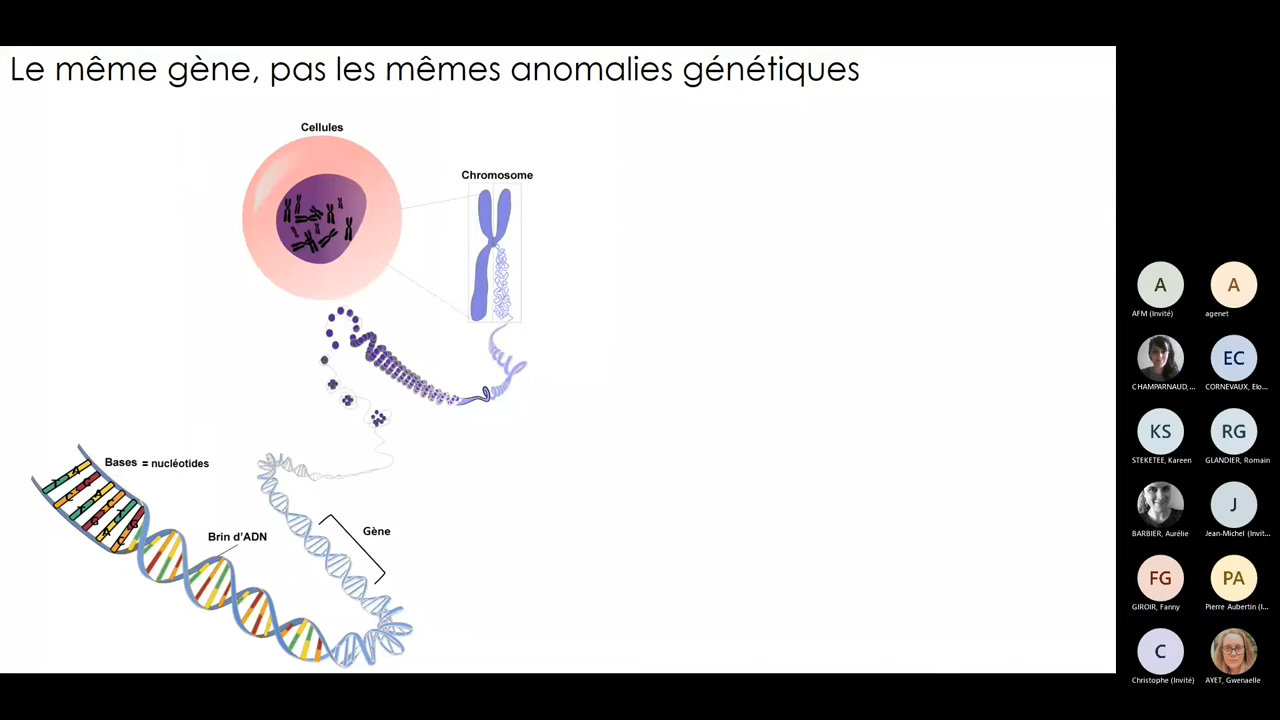 Le même gène, pas les mêmes anomalies génétiques
Cellules
Chromosome
Bases = nucléotides
Brin d'ADN
Gène
A
AFM (Invité)
A
agenet
CHAMPARNAUD,...
EC
CORNEVAUX, Elo...
KS
STEKETEE, Kareen
RG
GLANDIER, Romain
BARBIER, Aurélie
J
Jean-Michel (Invit...
FG
GIROIR, Fanny
PA
Pierre Aubertin (I...
C
Christophe (Invité)
AYET, Gwenaelle